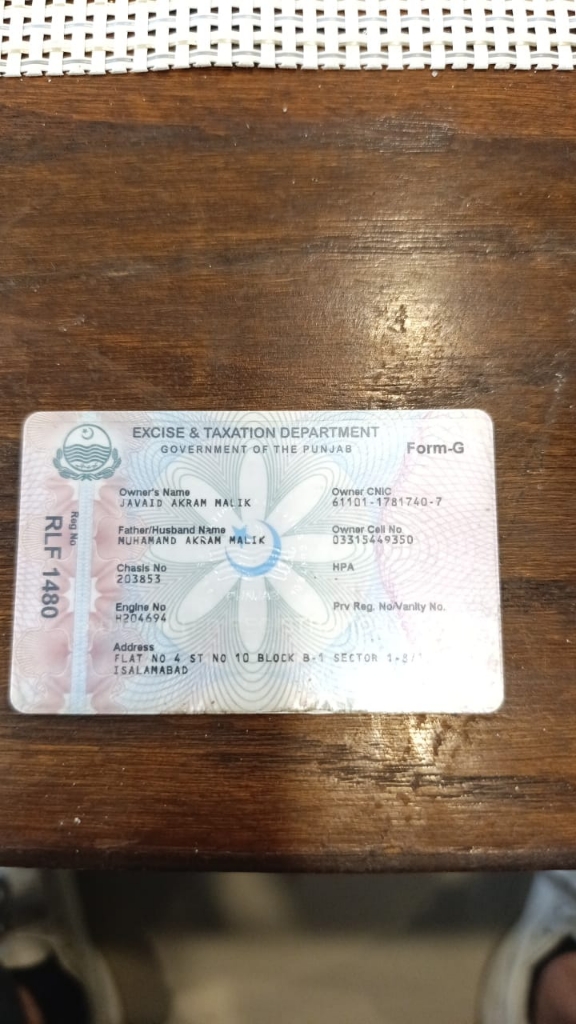 EXCISE & TAXATION DEPARTMENT
GOVERNMENT OF THE PUNJAB
Form-G
Reg No
RLF 1480
Owner's Name
JAVAID AKRAM MALIK
Owner CNIC
61101-1781740-7
Father/Husband Name
MUHAMAND AKRAM MALIK
Owner Cell No
03315449350
Chasis No
203853
HPA
-
Engine No
H204694
Prv Reg. No/Vanity No.
Address
FLAT NO 4 ST NO 10 BLOCK B-1 SECTOR
ISALAMABAD